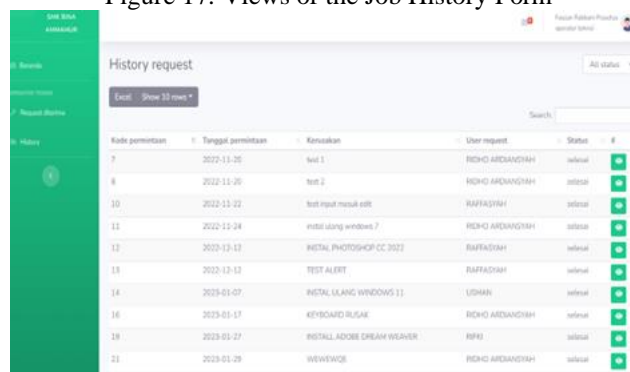 Figure 17. Views of the Job History Form
SMK BINA
AMMANUR
Beranda
History request
All status
Request diterima
Excel Show 10 rows
Search:
History
Kode permintaan Tanggal permintaan Kerusakan User request Status #
7 2022-11-20 test 1 RIDHO ARDIANSYAH selesai
8 2022-11-20 test 2 RIDHO ARDIANSYAH selesai
10 2022-11-22 test input masuk edit RAFFASYAH selesai
11 2022-11-24 instal ulang windows 7 RIDHO ARDIANSYAH selesai
12 2022-12-12 INSTAL PHOTOSHOP CC 2022 RAFFASYAH selesai
13 2022-12-12 TEST ALERT RAFFASYAH selesai
14 2023-01-07 INSTAL ULANG WINDOWS 11 USMAN selesai
16 2023-01-17 KEYBOARD RUSAK RIDHO ARDIANSYAH selesai
19 2023-01-27 INSTALL ADOBE DREAM WEAVER RIFKI selesai
21 2023-01-29 WEWEWQE RIDHO ARDIANSYAH selesai